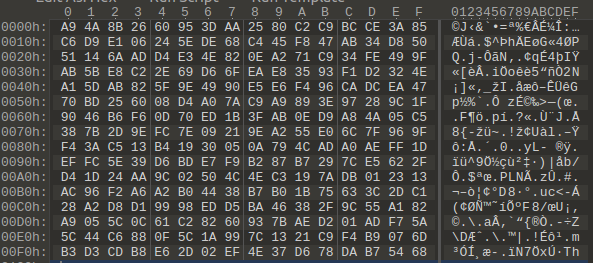 Edit As Hex Run Script Run Template
0 1 2 3 4 5 6 7 8 9 A B C D E F 0123456789ABCDEF
0000h: A9 4A 8B 26 60 95 3D AA 25 80 C2 C9 BC CE 3A 85 ©J‹&`•=ª%€ÂÉ¼Î:…
0010h: C6 D9 E1 06 24 5E DE 68 C4 45 F8 47 AB 34 D8 50 ÆÙá.$^ÞhÄEøG«4ØP
0020h: 51 14 6A AD D4 E3 4E 82 0E A2 71 C9 34 FE 49 9F Q.j-ÔãN‚.¢qÉ4þIŸ
0030h: AB 5B E8 C2 2E 69 D6 6F EA E8 35 93 F1 D2 32 4E «[èÂ.iÖoêè5“ñÒ2N
0040h: A1 5D AB 82 5F 9E 49 90 E5 E6 F4 96 CA DC EA 47 ¡]«‚_žI.åæô–ÊÜêG
0050h: 70 BD 25 60 08 D4 A0 7A C9 A9 89 3E 97 28 9C 1F p½%`.Ô zÉ©‰>—(œ.
0060h: 90 46 B6 F6 0D 70 ED 1B 3F AB 0E D9 A8 4A 05 C5 .F¶ö.pí.?«.Ù¨J.Å
0070h: 38 7B 2D 9E FC 7E 09 21 9E A2 55 E0 6C 7F 96 9F 8{-žü~.!ž¢Uàl.–Ÿ
0080h: F4 3A C5 13 B4 19 30 05 0A 79 4C AD A0 AE FF 1D ô:Å.´.0..yL- ®ÿ.
0090h: EF FC 5E 39 D6 BD E7 F9 B2 87 B7 29 7C E5 62 2F ïü^9Ö½çù²‡·)|åb/
00A0h: D4 1D 24 AA 9C 02 50 4C 4E C3 19 7A DB 01 23 13 Ô.$ªœ.PLNÃ.zÛ.#.
00B0h: AC 96 F2 A6 A2 B0 44 38 B7 B0 1B 75 63 3C 2D C1 ¬–ò¦¢°D8·°.uc<-Á
00C0h: 28 A2 D8 D1 99 98 ED D5 BA 46 38 2F 9C 55 A1 82 (¢ØÑ™˜íÕºF8/œU¡‚
00D0h: A9 05 5C 0C 61 C2 82 60 93 7B AE D2 01 AD F7 5A ©.\.aÂ‚`“{®Ò.-÷Z
00E0h: 5C 44 C6 88 0F 5C 1A 99 7C 13 21 C9 F4 B9 07 6D \DÆˆ.\.™|.!Éô¹.m
00F0h: B3 D3 CD B8 E6 2D 02 EF 4E 37 D6 78 DA B7 54 68 ³ÓÍ¸æ-.ïN7ÖxÚ·Th